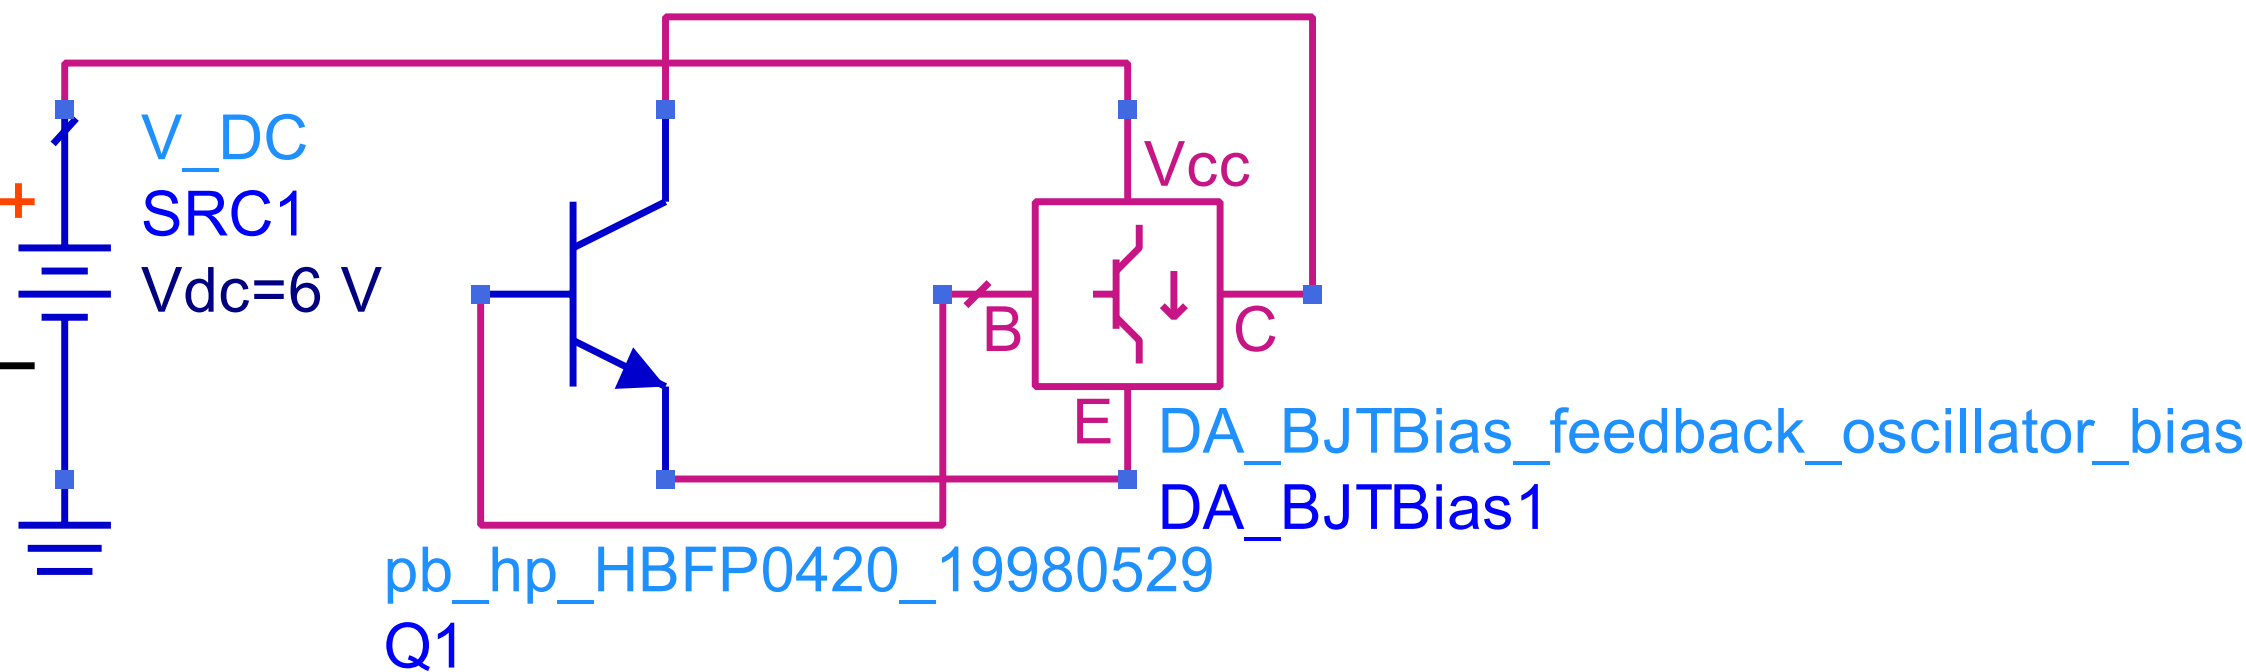 V_DC
SRC1
Vdc=6 V
+
−
Vcc
B
C
E
DA_BJTBias_feedback_oscillator_bias
DA_BJTBias1
pb_hp_HBFP0420_19980529
Q1